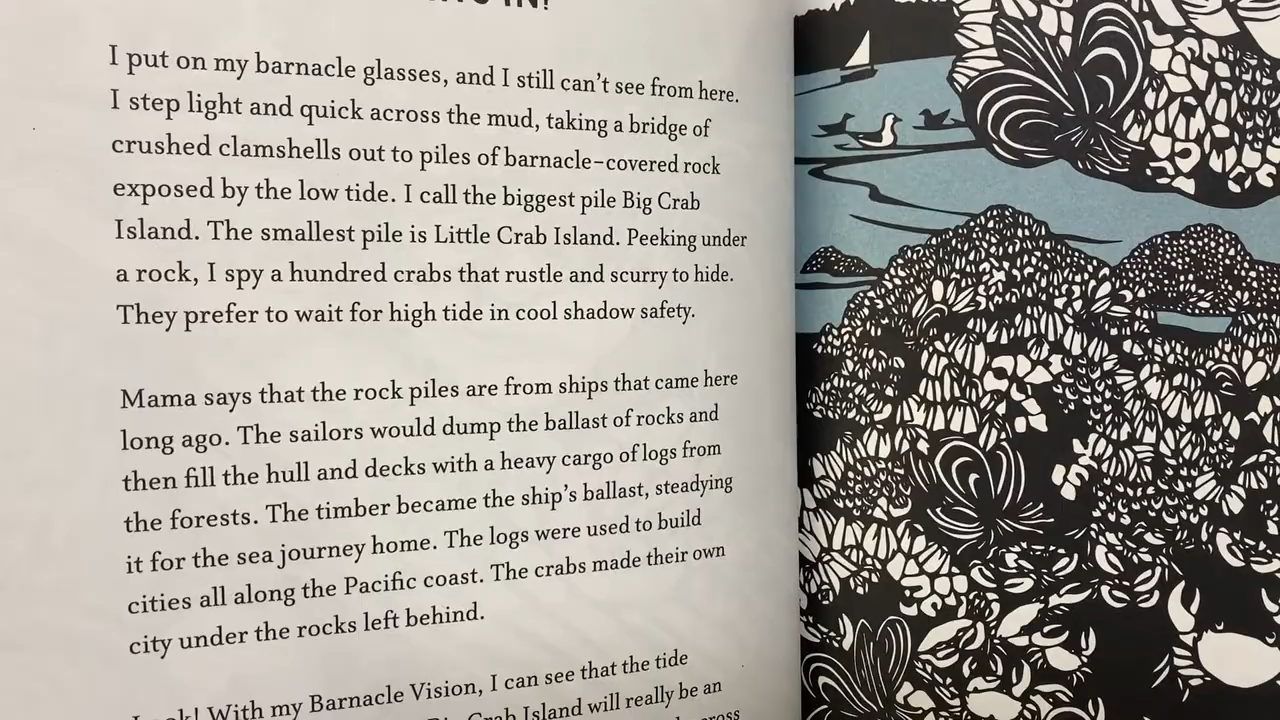 IN!
I put on my barnacle glasses, and I still can’t see from here.
I step light and quick across the mud, taking a bridge of
crushed clamshells out to piles of barnacle-covered rock
exposed by the low tide. I call the biggest pile Big Crab
Island. The smallest pile is Little Crab Island. Peeking under
a rock, I spy a hundred crabs that rustle and scurry to hide.
They prefer to wait for high tide in cool shadow safety.
Mama says that the rock piles are from ships that came here
long ago. The sailors would dump the ballast of rocks and
then fill the hull and decks with a heavy cargo of logs from
the forests. The timber became the ship’s ballast, steadying
it for the sea journey home. The logs were used to build
cities all along the Pacific coast. The crabs made their own
city under the rocks left behind.
With my Barnacle Vision, I can see that the tide
Crab Island will really be an